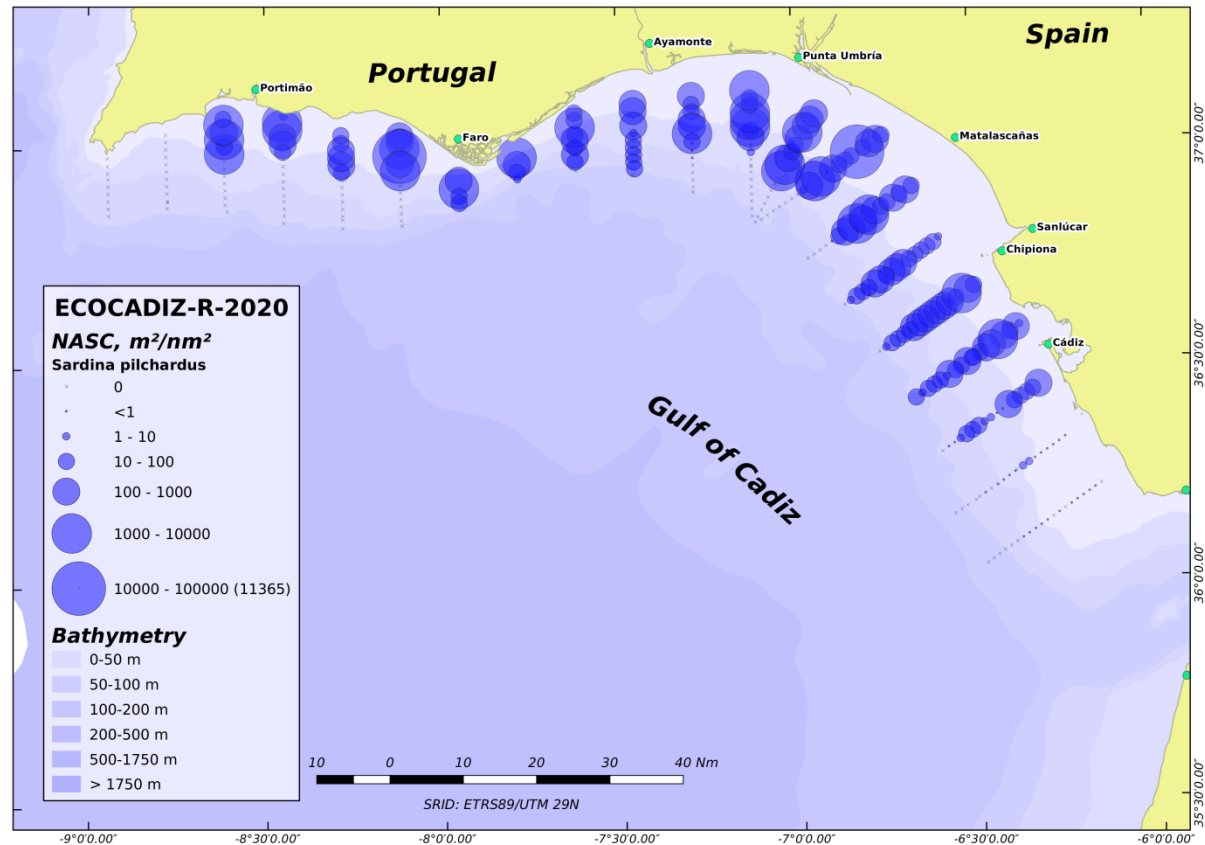 Spain
Ayamonte
Punta Umbría
Portugal
Portimão
Faro
Matalascañas
Sanlúcar
Chipiona
Cádiz
Gulf of Cadiz
ECOCADIZ-R-2020
NASC, m²/nm²
Sardina pilchardus
0
<1
1 - 10
10 - 100
100 - 1000
1000 - 10000
10000 - 100000 (11365)
Bathymetry
0-50 m
50-100 m
100-200 m
200-500 m
500-1750 m
> 1750 m
10 0 10 20 30 40 Nm
SRID: ETRS89/UTM 29N
37°0'0.00"
36°30'0.00"
36°0'0.00"
35°30'0.00"
-9°0'0.00" -8°30'0.00" -8°0'0.00" -7°30'0.00" -7°0'0.00" -6°30'0.00" -6°0'0.00"